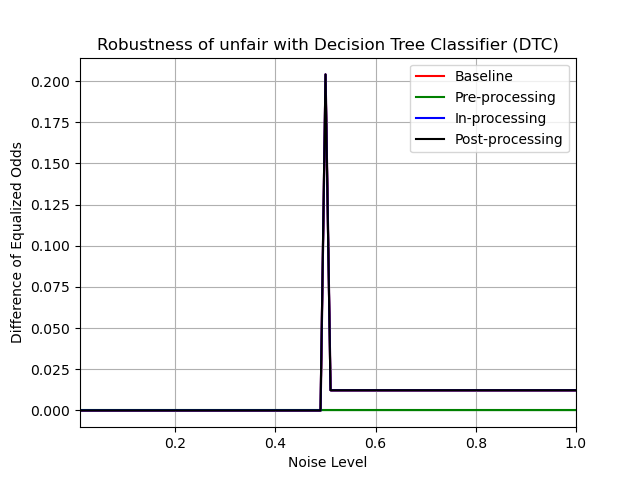 Robustness of unfair with Decision Tree Classifier (DTC)
Baseline
Pre-processing
In-processing
Post-processing
Difference of Equalized Odds
0.200
0.175
0.150
0.125
0.100
0.075
0.050
0.025
0.000
0.2
0.4
0.6
0.8
1.0
Noise Level